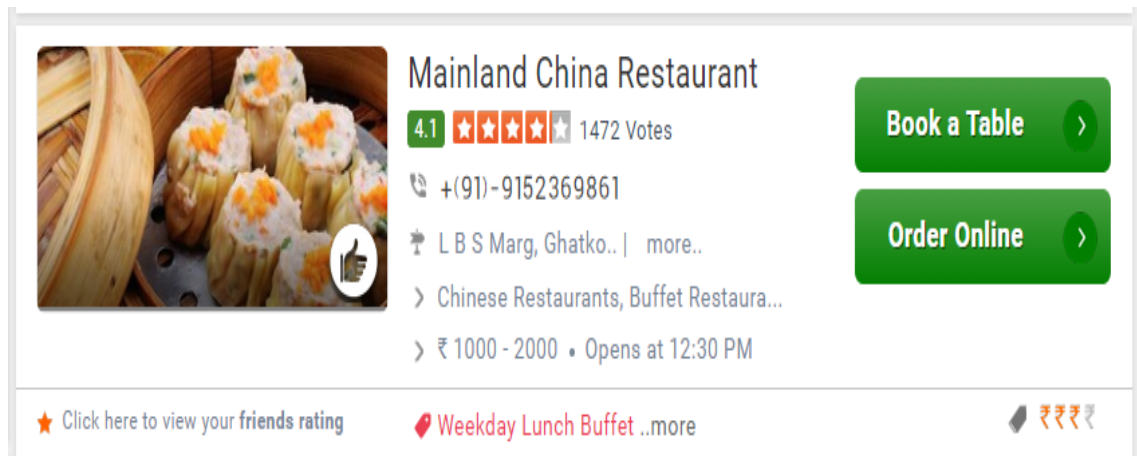 Mainland China Restaurant
4.1 1472 Votes
+(91)-9152369861
L B S Marg, Ghatko.. | more..
Chinese Restaurants, Buffet Restaura...
₹ 1000 - 2000 • Opens at 12:30 PM
Book a Table
Order Online
Click here to view your friends rating
Weekday Lunch Buffet ..more
₹₹₹₹